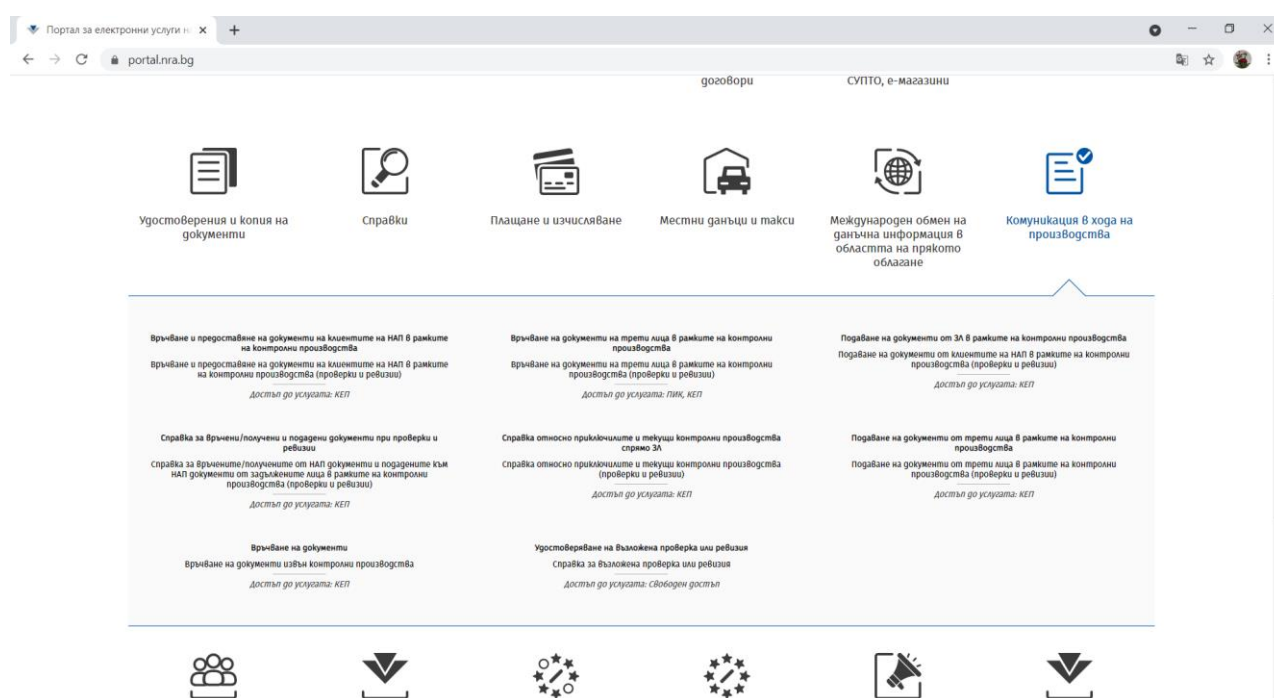 Портал за електронни услуги н
portal.nra.bg
договори
СУПТО, е-магазини
Удостоверения и копия на
документи
Справки
Плащане и изчисляване
Местни данъци и такси
Международен обмен на
данъчна информация в
областта на прякото
облагане
Комуникация в хода на
производства
Връчване и предоставяне на документи на клиентите на НАП в рамките
на контролни производства
Връчване и предоставяне на документи на клиентите на НАП в рамките
на контролни производства (проверки и ревизии)
Достъп до услугата: КЕП
Връчване на документи на трети лица в рамките на контролни
производства
Връчване на документи на трети лица в рамките на контролни
производства (проверки и ревизии)
Достъп до услугата: ПИК, КЕП
Подаване на документи от ЗЛ в рамките на контролни производства
Подаване на документи от клиентите на НАП в рамките на контролни
производства (проверки и ревизии)
Достъп до услугата: КЕП
Справка за връчени/получени и подадени документи при проверки и
ревизии
Справка за връчените/получените от НАП документи и подадените към
НАП документи от задължените лица в рамките на контролни
производства (проверки и ревизии)
Достъп до услугата: КЕП
Справка относно приключилите и текущи контролни производства
спрямо ЗЛ
Справка относно приключилите и текущи контролни производства
(проверки и ревизии)
Достъп до услугата: КЕП
Подаване на документи от трети лица в рамките на контролни
производства
Подаване на документи от трети лица в рамките на контролни
производства (проверки и ревизии)
Достъп до услугата: КЕП
Връчване на документи
Връчване на документи извън контролни производства
Достъп до услугата: КЕП
Удостоверяване на възложена проверка или ревизия
Справка за възложена проверка или ревизия
Достъп до услугата: Свободен достъп